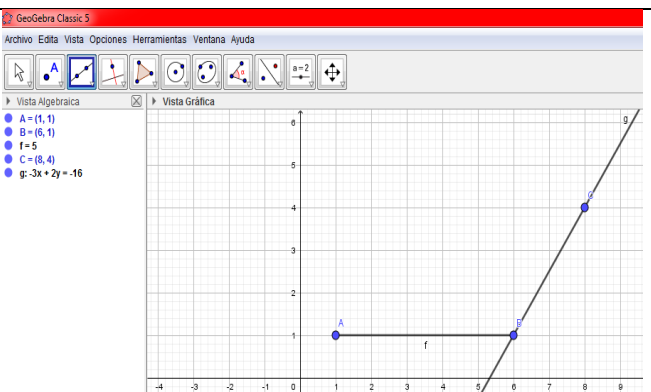 GeoGebra Classic 5
Archivo Edita Vista Opciones Herramientas Ventana Ayuda
A
a=2
Vista Algebraica
Vista Gráfica
A = (1, 1)
B = (6, 1)
f = 5
C = (8, 4)
g: -3x + 2y = -16
g
6
5
C
4
3
2
A
B
1
f
-4 -3 -2 -1 0 1 2 3 4 5 6 7 8 9